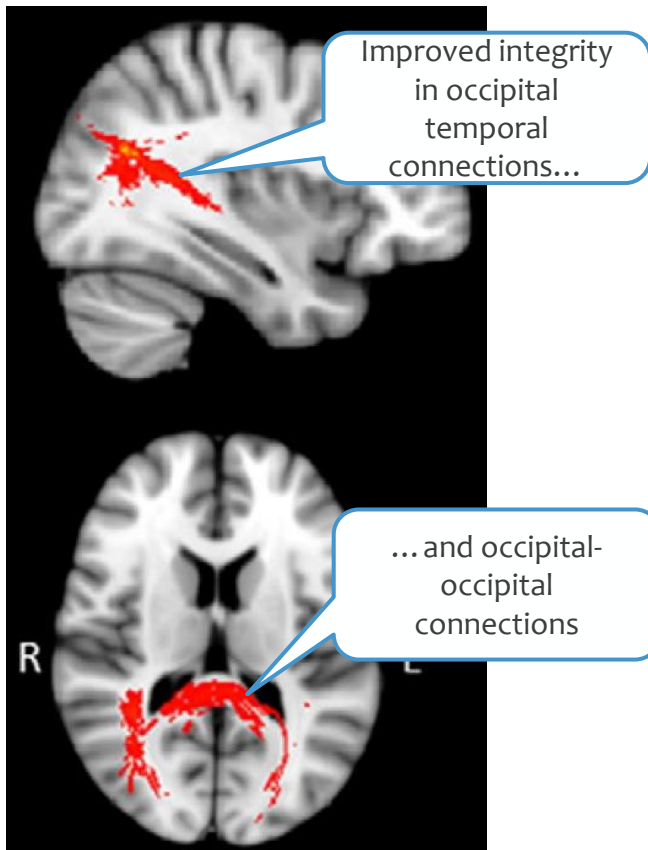 Improved integrity
in occipital
temporal
connections…
…and occipital-
occipital
connections
R